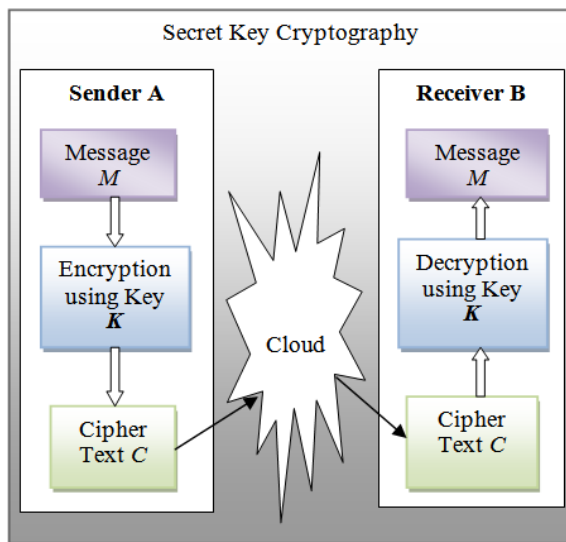 Secret Key Cryptography
Sender A
Message
M
Encryption
using Key
K
Cipher
Text C
Cloud
Receiver B
Message
M
Decryption
using Key
K
Cipher
Text C